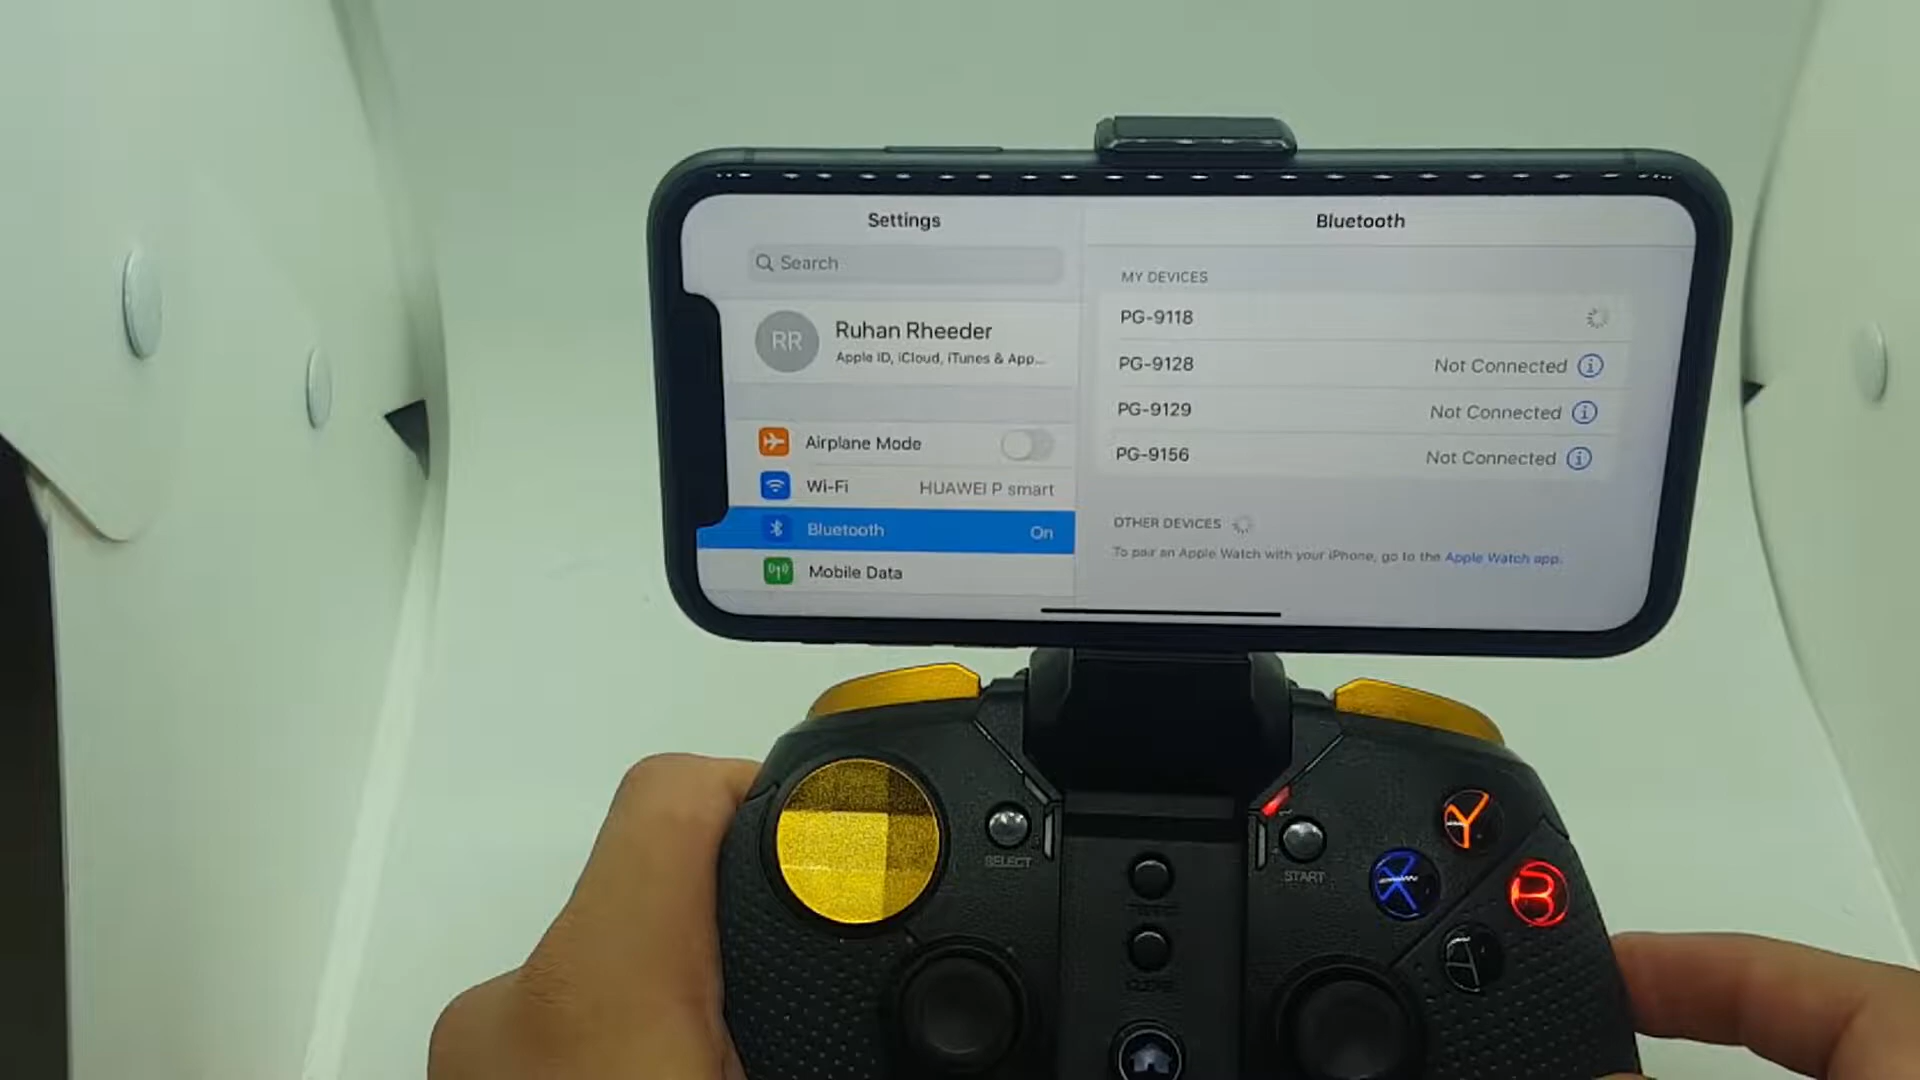 Settings
Search
RR
Ruhan Rheeder
Apple ID, iCloud, iTunes & App...
Airplane Mode
Wi-Fi HUAWEI P smart
Bluetooth On
Mobile Data
Bluetooth
MY DEVICES
PG-9118
PG-9128 Not Connected
PG-9129 Not Connected
PG-9156 Not Connected
OTHER DEVICES
To pair an Apple Watch with your iPhone, go to the Apple Watch app.
SELECT
START
Y
X
B